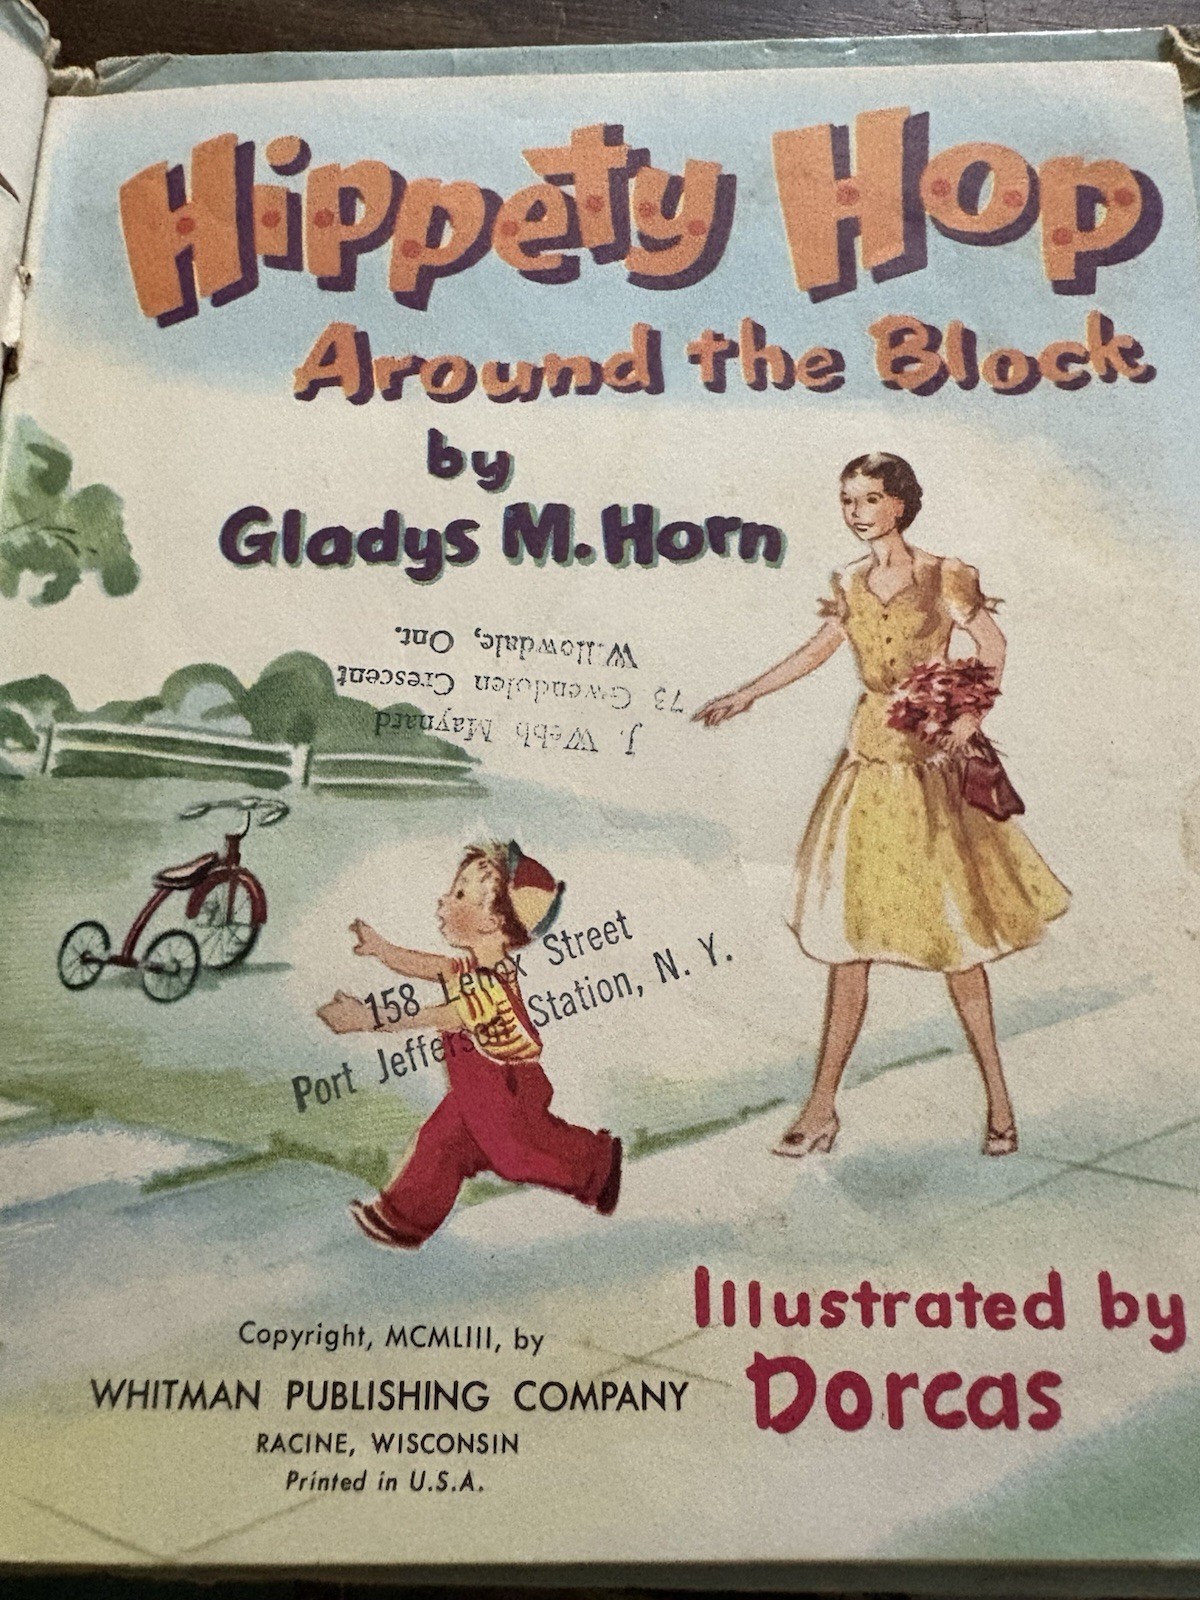 Hippety Hop
Around the Block
by
Gladys M. Horn
J. Webb Maynard
73 Gwendolen Crescent
Willowdale, Ont.
158 Lenox Street
Port Jefferson Station, N. Y.
Illustrated by
Dorcas
Copyright, MCMLIII, by
WHITMAN PUBLISHING COMPANY
RACINE, WISCONSIN
Printed in U.S.A.